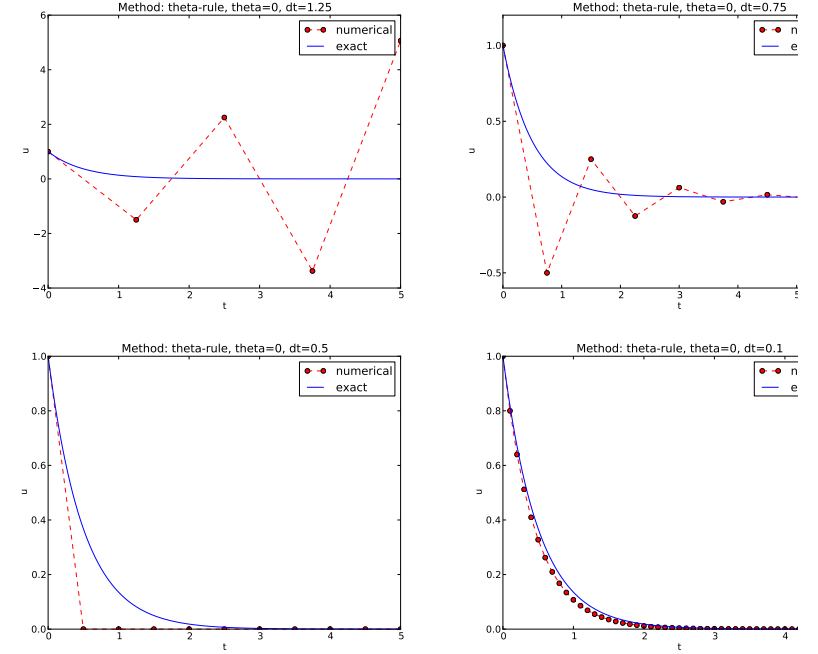 Method: theta-rule, theta=0, dt=1.25
6
4
2
0
−2
−4
u
numerical
exact
0 1 2 3 4 5
t
Method: theta-rule, theta=0, dt=0.75
1.0
0.5
0.0
−0.5
u
n
e
0 1 2 3 4 5
t
Method: theta-rule, theta=0, dt=0.5
1.0
0.8
0.6
0.4
0.2
0.0
u
numerical
exact
0 1 2 3 4 5
t
Method: theta-rule, theta=0, dt=0.1
1.0
0.8
0.6
0.4
0.2
0.0
u
n
e
0 1 2 3 4
t